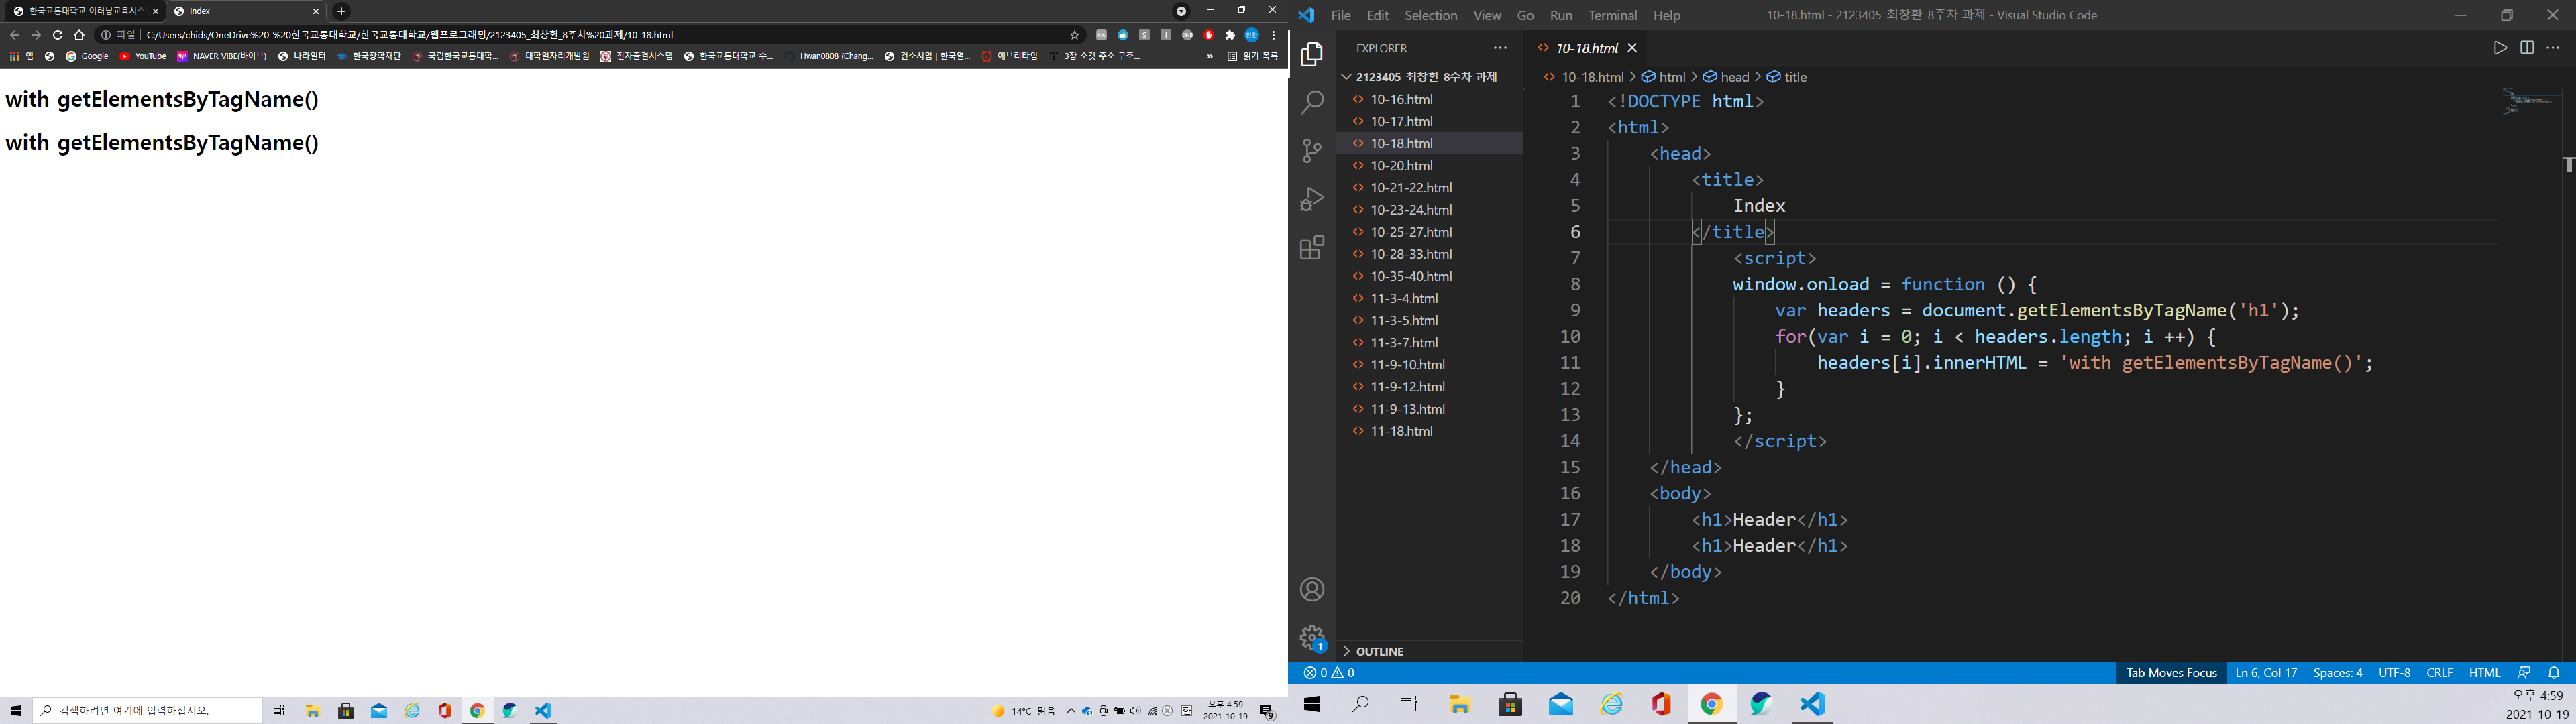 한국교통대학교 이러닝교육시스
Index
파일
C:/Users/chids/OneDrive%20-%20한국교통대학교/한국교통대학교/웹프로그래밍/2123405_최창환_8주차%20과제/10-18.html
앱
Google
YouTube
NAVER VIBE(바이브)
나라일터
한국장학재단
국립한국교통대학...
대학일자리개발원
전자출결시스템
한국교통대학교 수...
Hwan0808 (Chang...
컨소시엄 | 한국열...
에브리타임
3장 소켓 주소 구조...
»
읽기 목록
with getElementsByTagName()
with getElementsByTagName()
검색하려면 여기에 입력하십시오.
14°C 맑음
오후 4:59
2021-10-19
File Edit Selection View Go Run Terminal Help
10-18.html - 2123405_최창환_8주차 과제 - Visual Studio Code
EXPLORER
2123405_최창환_8주차 과제
10-16.html
10-17.html
10-18.html
10-20.html
10-21-22.html
10-23-24.html
10-25-27.html
10-28-33.html
10-35-40.html
11-3-4.html
11-3-5.html
11-3-7.html
11-9-10.html
11-9-12.html
11-9-13.html
11-18.html
OUTLINE
10-18.html
10-18.html > html > head > title
1 <!DOCTYPE html>
2 <html>
3 <head>
4 <title>
5 Index
6 </title>
7 <script>
8 window.onload = function () {
9 var headers = document.getElementsByTagName('h1');
10 for(var i = 0; i < headers.length; i ++) {
11 headers[i].innerHTML = 'with getElementsByTagName()';
12 }
13 };
14 </script>
15 </head>
16 <body>
17 <h1>Header</h1>
18 <h1>Header</h1>
19 </body>
20 </html>
1
0 0
Tab Moves Focus
Ln 6, Col 17
Spaces: 4
UTF-8
CRLF
HTML
오후 4:59
2021-10-19